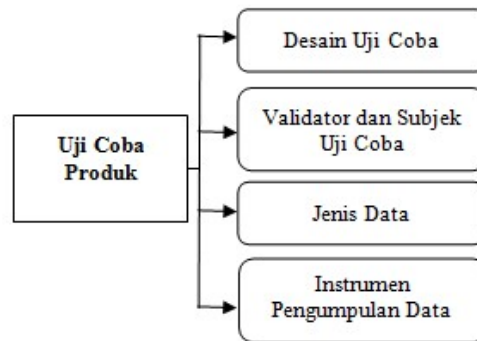 Uji Coba
Produk
Desain Uji Coba
Validator dan Subjek
Uji Coba
Jenis Data
Instrumen
Pengumpulan Data